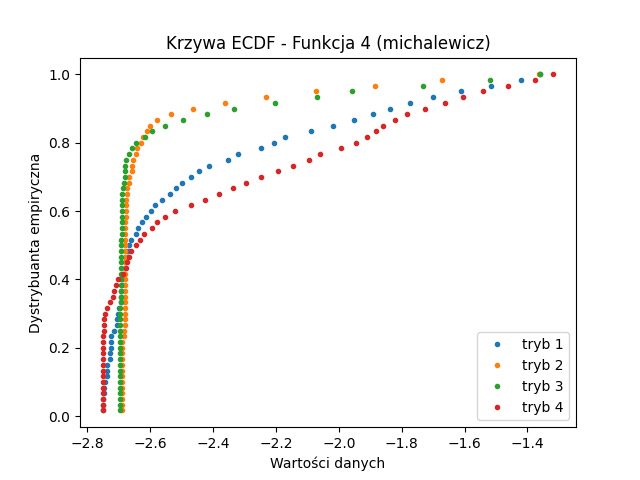 Krzywa ECDF - Funkcja 4 (michalewicz)
Dystrybuanta empiryczna
1.0
0.8
0.6
0.4
0.2
0.0
tryb 1
tryb 2
tryb 3
tryb 4
−2.8 −2.6 −2.4 −2.2 −2.0 −1.8 −1.6 −1.4
Wartości danych